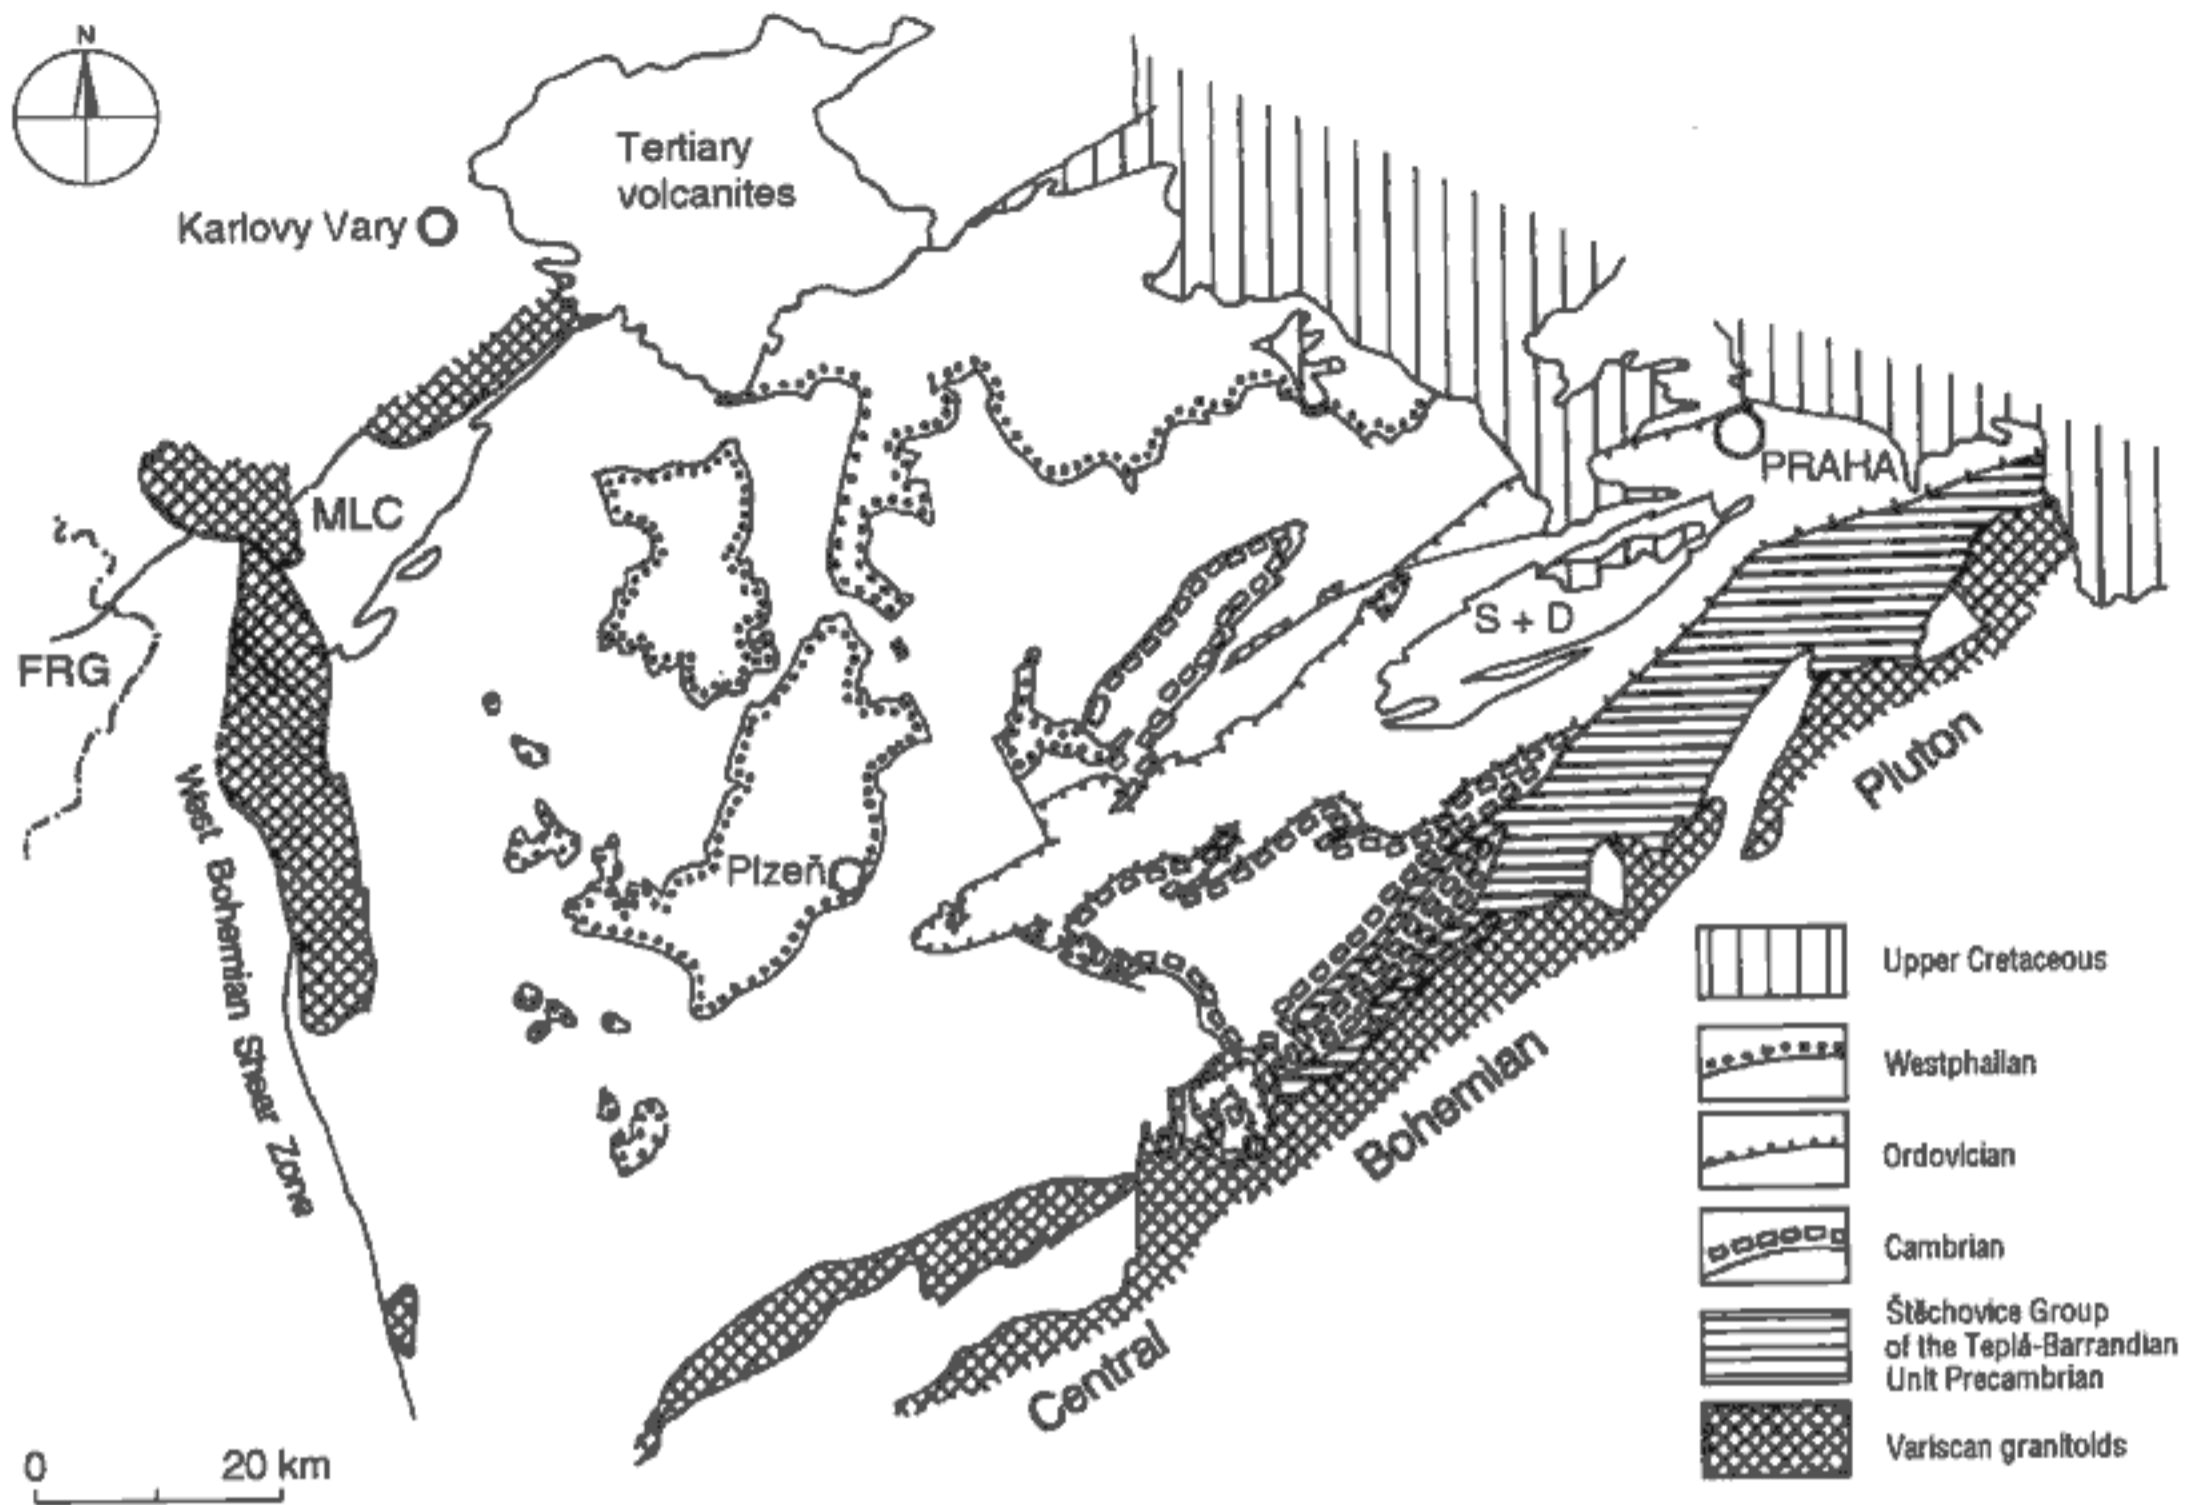 N
Tertiary
volcanites
Karlovy Vary
PRAHA
MLC
S + D
FRG
West Bohemian Shear Zone
Plzeň
Central
Bohemian
Pluton
Upper Cretaceous
Westphalian
Ordovician
Cambrian
Štěchovice Group
of the Teplá-Barrandian
Unit Precambrian
Variscan granitoids
0
20 km